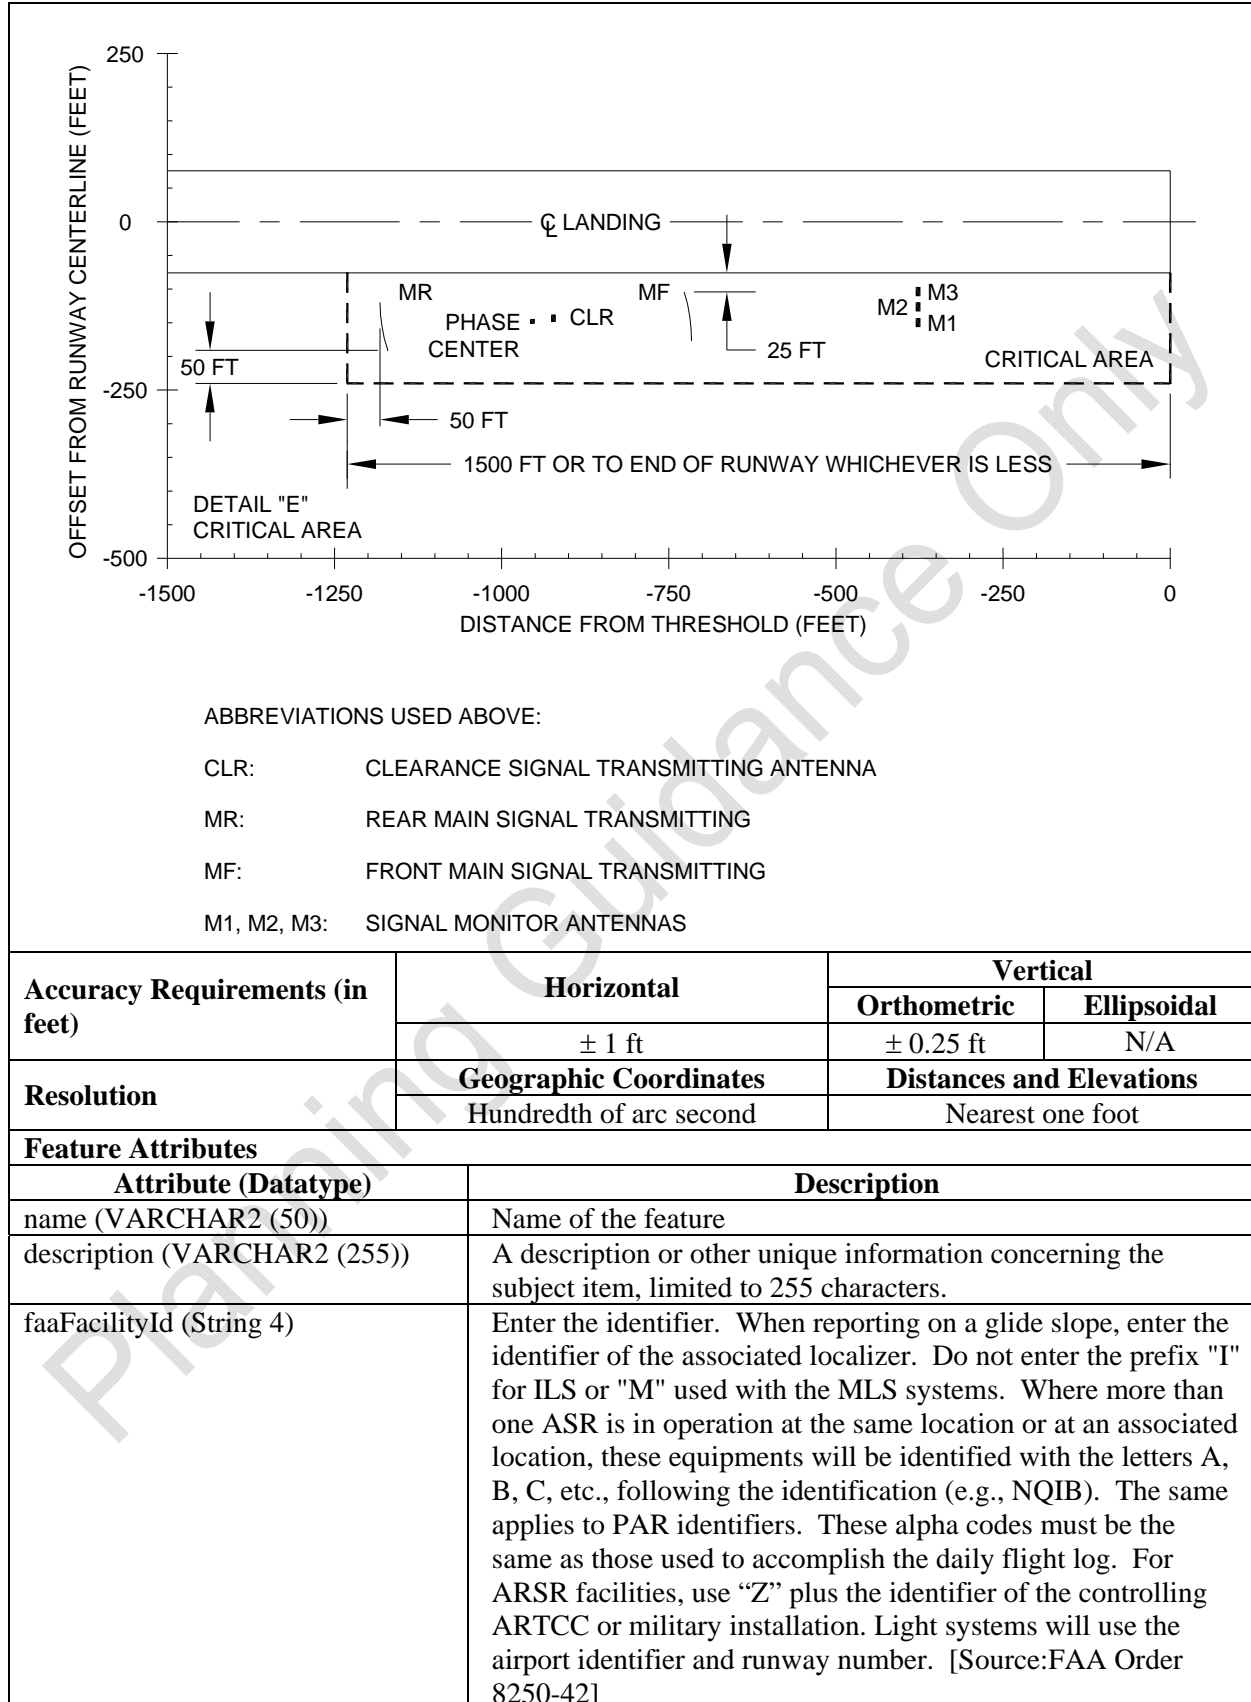 250
0
-250
-500
OFFSET FROM RUNWAY CENTERLINE (FEET)
℄ LANDING
MR
MF
M3
M2
M1
PHASE
CENTER
CLR
25 FT
CRITICAL AREA
50 FT
50 FT
1500 FT OR TO END OF RUNWAY WHICHEVER IS LESS
DETAIL "E"
CRITICAL AREA
-1500 -1250 -1000 -750 -500 -250 0
DISTANCE FROM THRESHOLD (FEET)
ABBREVIATIONS USED ABOVE:
CLR: CLEARANCE SIGNAL TRANSMITTING ANTENNA
MR: REAR MAIN SIGNAL TRANSMITTING
MF: FRONT MAIN SIGNAL TRANSMITTING
M1, M2, M3: SIGNAL MONITOR ANTENNAS
Accuracy Requirements (in
feet)
Horizontal
Vertical
Orthometric Ellipsoidal
± 1 ft ± 0.25 ft N/A
Resolution
Geographic Coordinates Distances and Elevations
Hundredth of arc second Nearest one foot
Feature Attributes
Attribute (Datatype) Description
name (VARCHAR2 (50)) Name of the feature
description (VARCHAR2 (255)) A description or other unique information concerning the
subject item, limited to 255 characters.
faaFacilityId (String 4) Enter the identifier. When reporting on a glide slope, enter the
identifier of the associated localizer. Do not enter the prefix "I"
for ILS or "M" used with the MLS systems. Where more than
one ASR is in operation at the same location or at an associated
location, these equipments will be identified with the letters A,
B, C, etc., following the identification (e.g., NQIB). The same
applies to PAR identifiers. These alpha codes must be the
same as those used to accomplish the daily flight log. For
ARSR facilities, use “Z” plus the identifier of the controlling
ARTCC or military installation. Light systems will use the
airport identifier and runway number. [Source:FAA Order
8250-42]
Planning Guidance Only